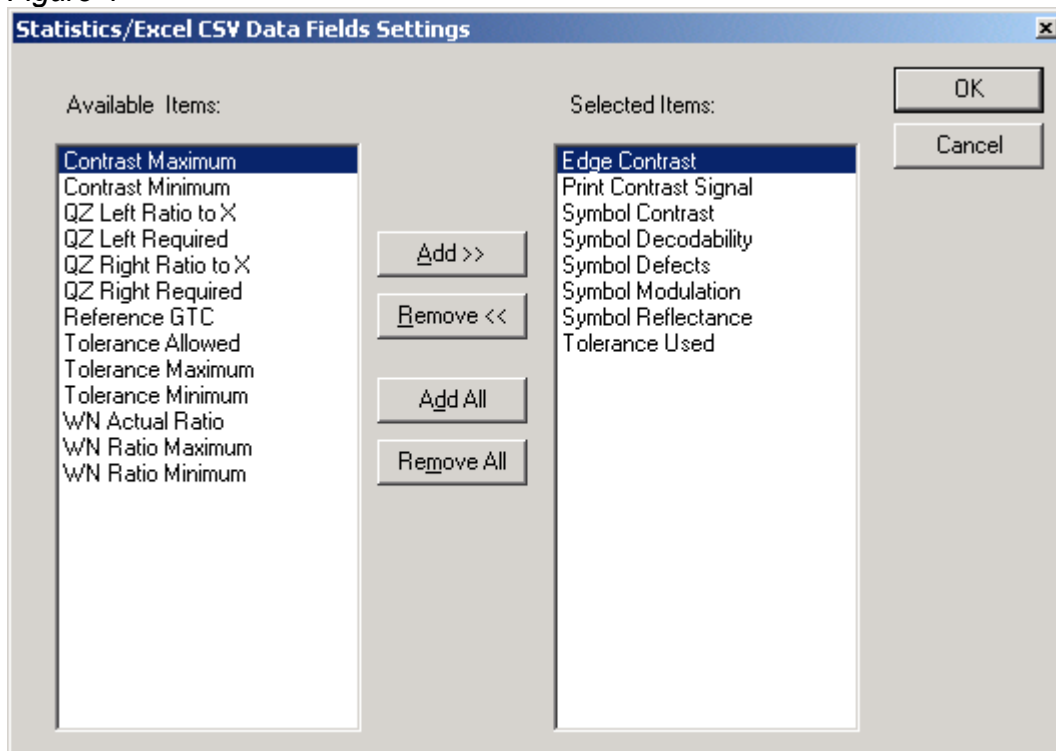 Statistics/Excel CSV Data Fields Settings
Available Items:
Contrast Maximum
Contrast Minimum
QZ Left Ratio to X
QZ Left Required
QZ Right Ratio to X
QZ Right Required
Reference GTC
Tolerance Allowed
Tolerance Maximum
Tolerance Minimum
WN Actual Ratio
WN Ratio Maximum
WN Ratio Minimum
Add >>
Remove <<
Add All
Remove All
Selected Items:
Edge Contrast
Print Contrast Signal
Symbol Contrast
Symbol Decodability
Symbol Defects
Symbol Modulation
Symbol Reflectance
Tolerance Used
OK
Cancel